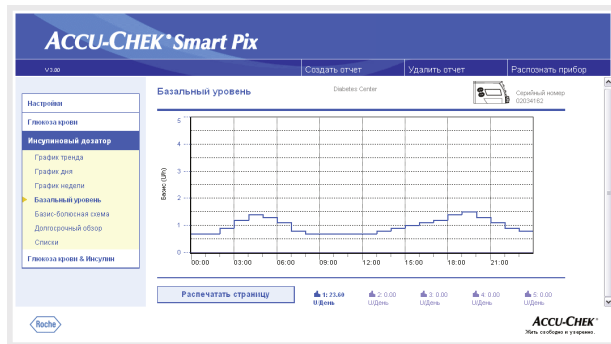 ACCU-CHEK® Smart Pix
V 3.00
Создать отчет
Удалить отчет
Распознать прибор
Настройки
Глюкоза крови
Инсулиновый дозатор
График тренда
График дня
График недели
Базальный уровень
Базис-болюсная схема
Долгосрочный обзор
Списки
Глюкоза крови & Инсулин
Базальный уровень
Diabetes Center
Серийный номер
02034162
Базис (U/h)
5
4
3
2
1
0
00:00 03:00 06:00 09:00 12:00 15:00 18:00 21:00
Распечатать страницу
1: 23.60
U/День
2: 0.00
U/День
3: 0.00
U/День
4: 0.00
U/День
5: 0.00
U/День
Roche
ACCU-CHEK®
Жить свободно и уверенно.